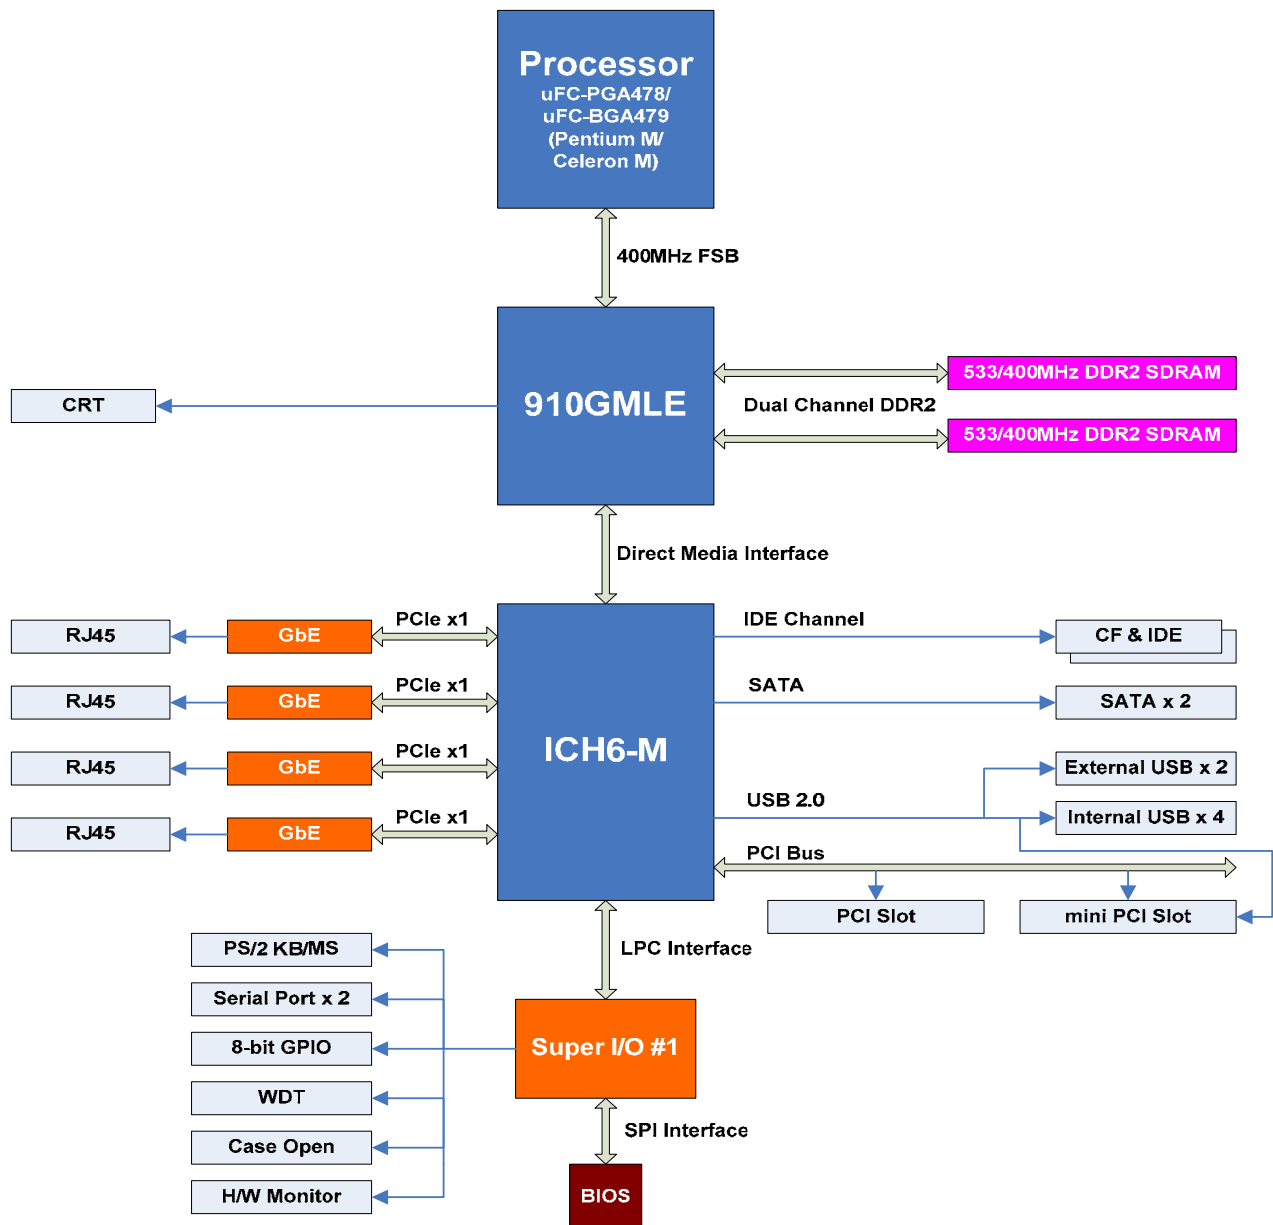 Processor
uFC-PGA478/
uFC-BGA479
(Pentium M/
Celeron M)
400MHz FSB
910GMLE
CRT
533/400MHz DDR2 SDRAM
Dual Channel DDR2
533/400MHz DDR2 SDRAM
Direct Media Interface
RJ45
GbE
PCIe x1
RJ45
GbE
PCIe x1
RJ45
GbE
PCIe x1
RJ45
GbE
PCIe x1
ICH6-M
IDE Channel
CF & IDE
SATA
SATA x 2
External USB x 2
USB 2.0
Internal USB x 4
PCI Bus
PCI Slot
mini PCI Slot
LPC Interface
PS/2 KB/MS
Serial Port x 2
8-bit GPIO
WDT
Case Open
H/W Monitor
Super I/O #1
SPI Interface
BIOS